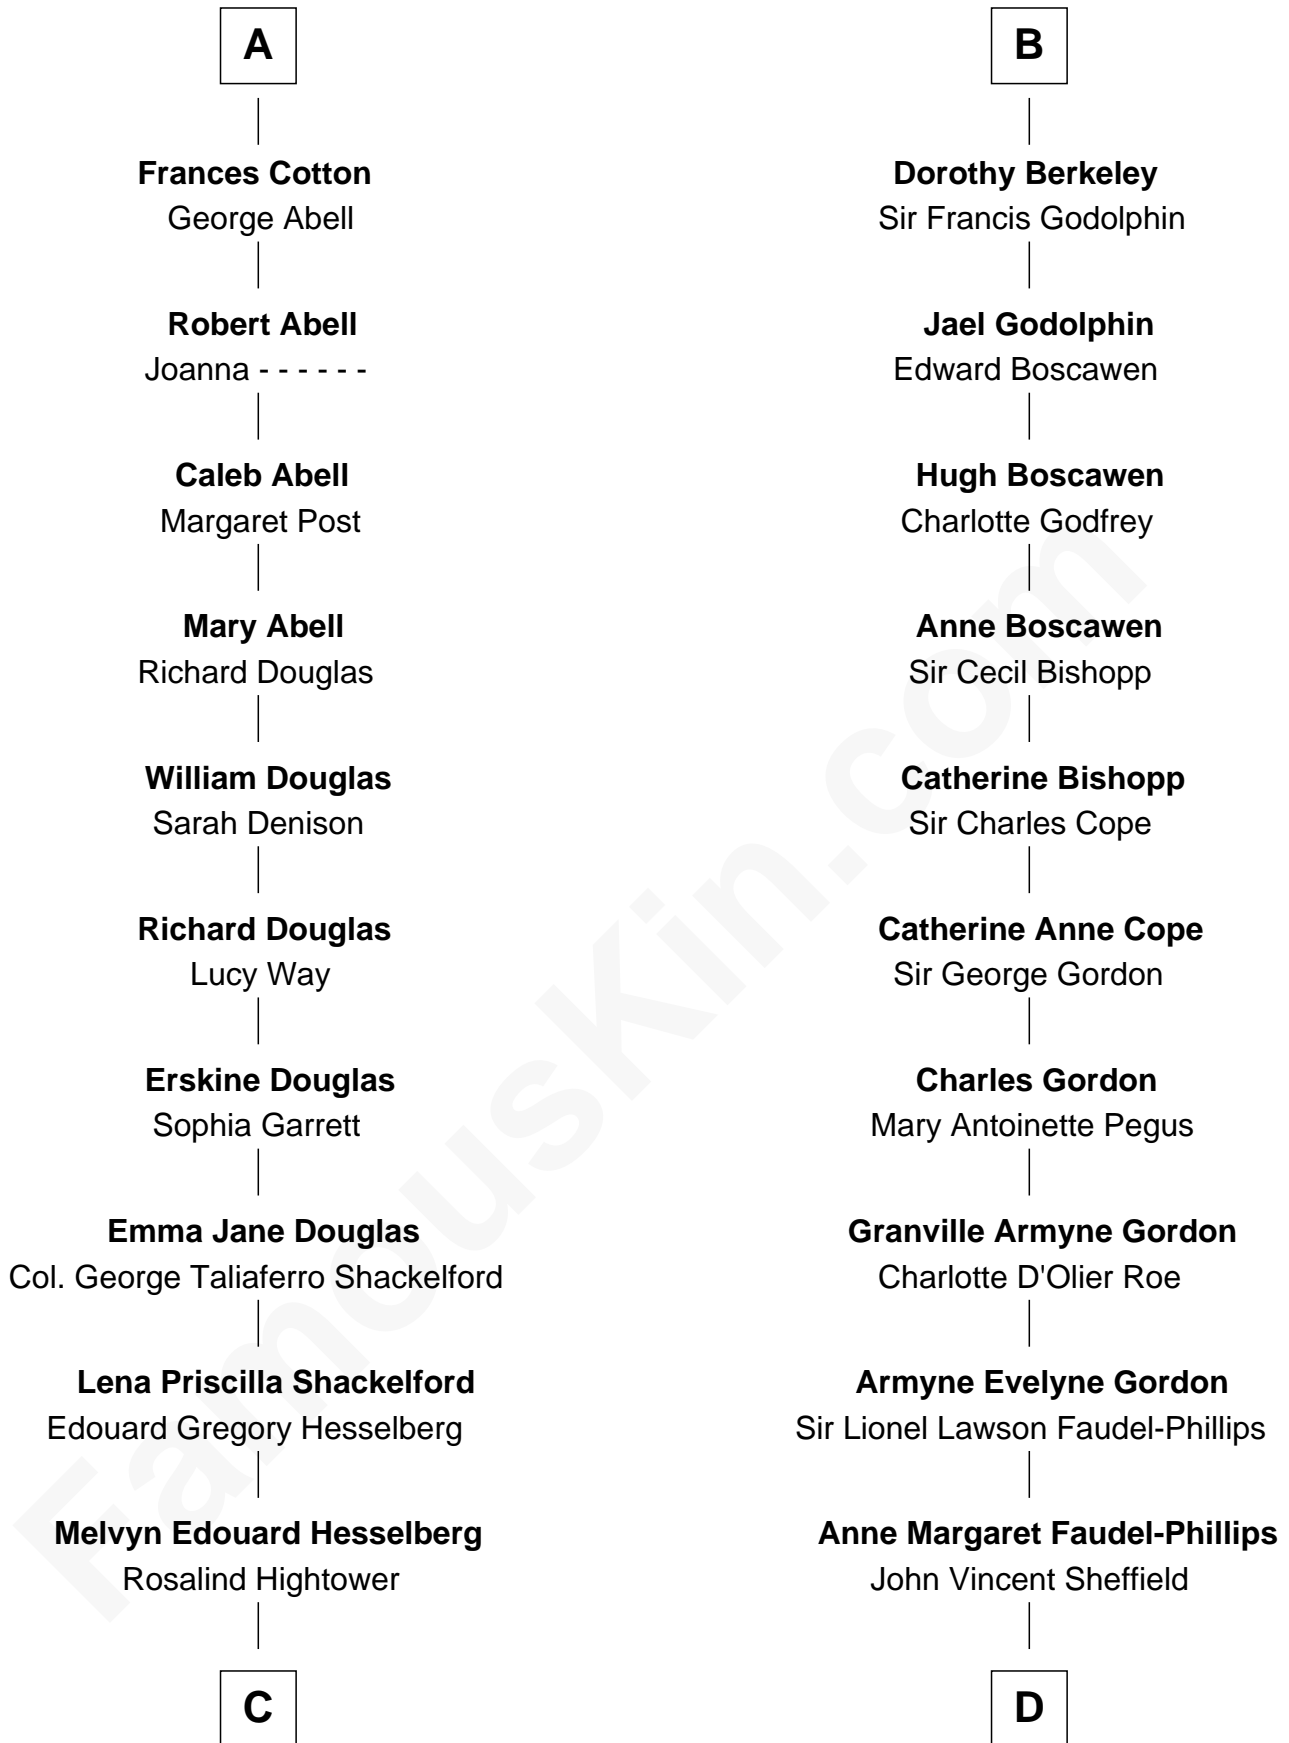 A
Frances Cotton
George Abell
Robert Abell
Joanna - - - - - -
Caleb Abell
Margaret Post
Mary Abell
Richard Douglas
William Douglas
Sarah Denison
Richard Douglas
Lucy Way
Erskine Douglas
Sophia Garrett
Emma Jane Douglas
Col. George Taliaferro Shackelford
Lena Priscilla Shackelford
Edouard Gregory Hesselberg
Melvyn Edouard Hesselberg
Rosalind Hightower
C
B
Dorothy Berkeley
Sir Francis Godolphin
Jael Godolphin
Edward Boscawen
Hugh Boscawen
Charlotte Godfrey
Anne Boscawen
Sir Cecil Bishopp
Catherine Bishopp
Sir Charles Cope
Catherine Anne Cope
Sir George Gordon
Charles Gordon
Mary Antoinette Pegus
Granville Armyne Gordon
Charlotte D'Olier Roe
Armyne Evelyne Gordon
Sir Lionel Lawson Faudel-Phillips
Anne Margaret Faudel-Phillips
John Vincent Sheffield
D
FamousKin.com